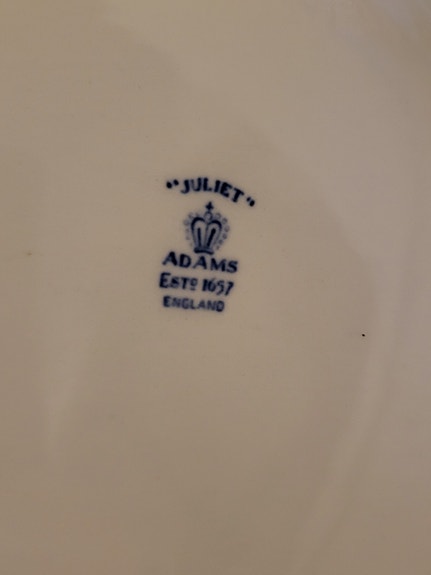 "JULIET"
ADAMS
ESTD 1657
ENGLAND